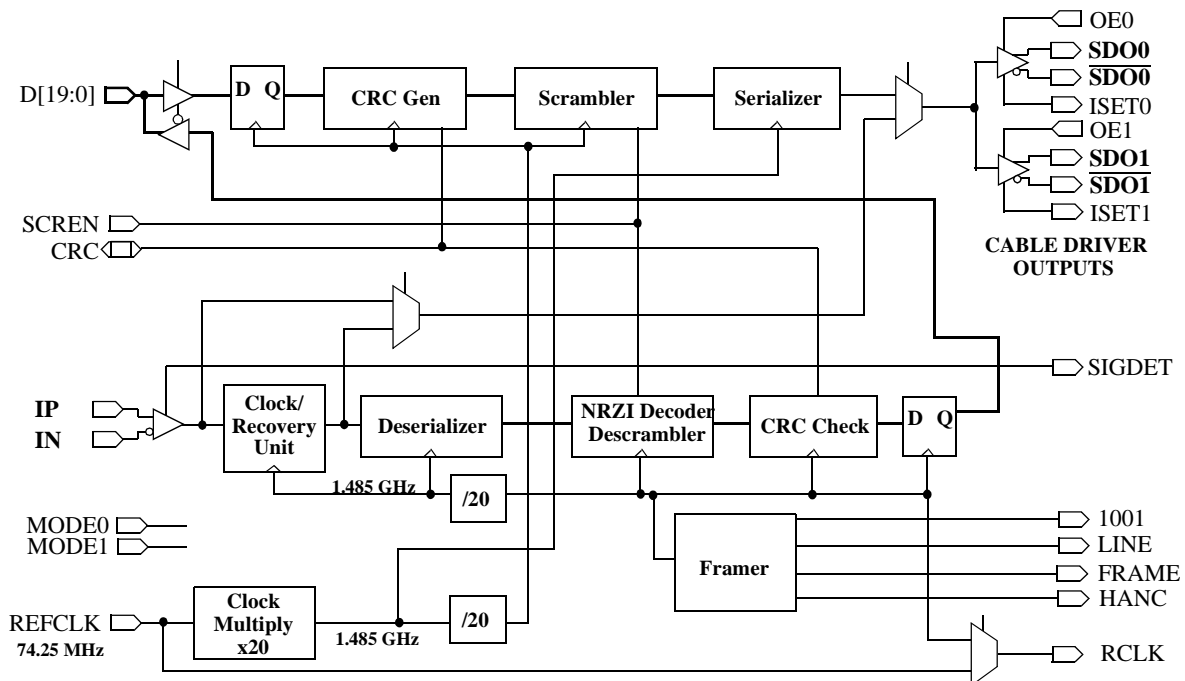 OE0
SDO0
SDO0
ISET0
D[19:0]
D Q
CRC Gen
Scrambler
Serializer
OE1
SDO1
SDO1
ISET1
SCREN
CRC
CABLE DRIVER
OUTPUTS
SIGDET
IP
IN
Clock/
Recovery
Unit
Deserializer
NRZI Decoder
Descrambler
CRC Check
D Q
1.485 GHz
/20
MODE0
MODE1
Framer
1001
LINE
FRAME
HANC
REFCLK
74.25 MHz
Clock
Multiply
x20
1.485 GHz
/20
RCLK